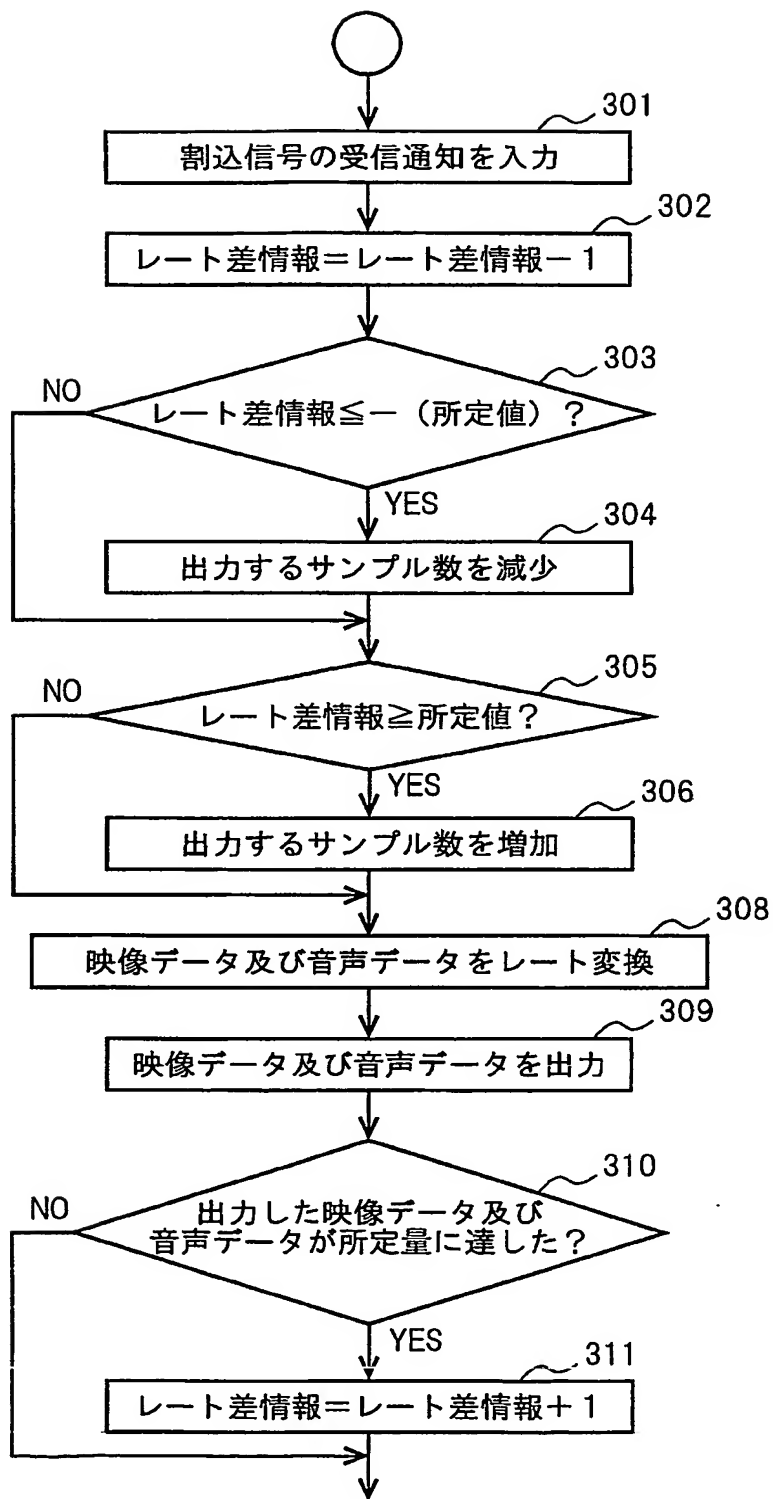 301
割込信号の受信通知を入力
302
レート差情報＝レート差情報－１
303
NO
レート差情報≦－（所定値）？
YES
304
出力するサンプル数を減少
305
NO
レート差情報≧所定値？
YES
306
出力するサンプル数を増加
308
映像データ及び音声データをレート変換
309
映像データ及び音声データを出力
310
NO
出力した映像データ及び
音声データが所定量に達した？
YES
311
レート差情報＝レート差情報＋１